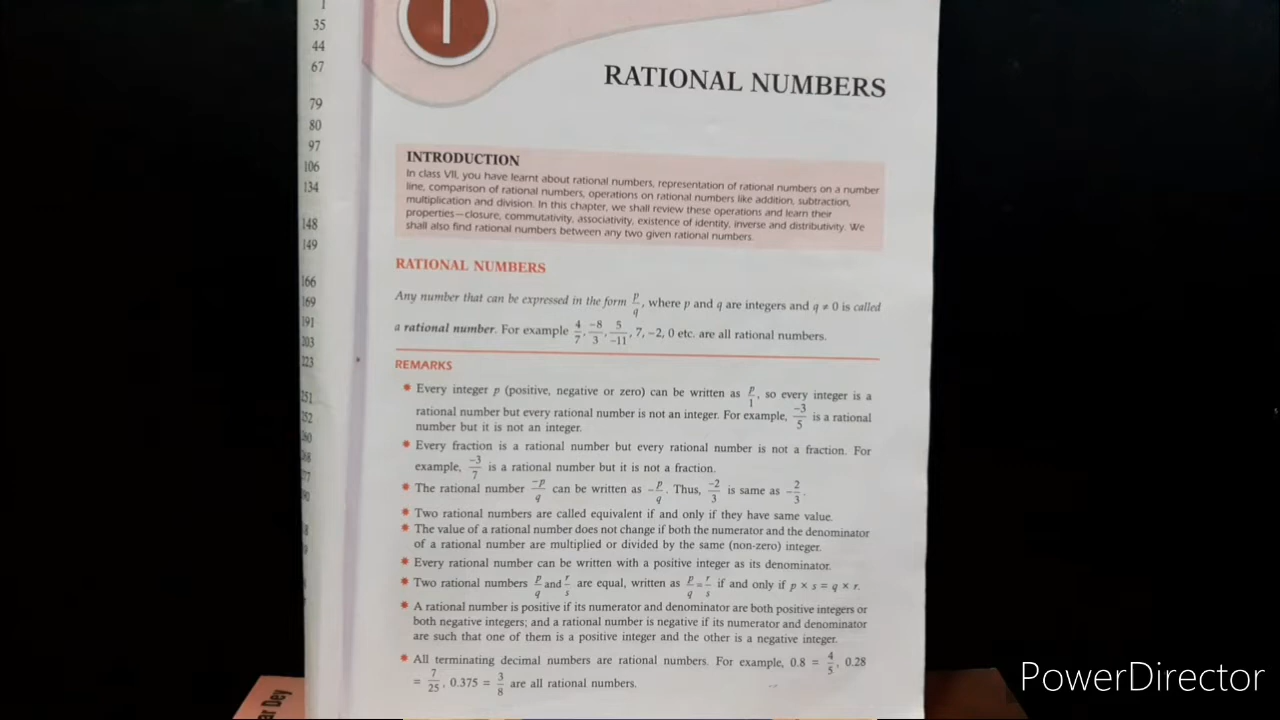 1
35
44
67
79
80
97
106
134
148
149
166
169
191
203
223
251
252
260
1
RATIONAL NUMBERS
INTRODUCTION
In class VII, you have learnt about rational numbers, representation of rational numbers on a number
line, comparison of rational numbers, operations on rational numbers like addition, subtraction,
multiplication and division. In this chapter, we shall review these operations and learn their
properties—closure, commutativity, associativity, existence of identity, inverse and distributivity. We
shall also find rational numbers between any two given rational numbers.
RATIONAL NUMBERS
Any number that can be expressed in the form p/q, where p and q are integers and q ≠ 0 is called
a rational number. For example 4/7, -8/3, 5/-11, 7, -2, 0 etc. are all rational numbers.
REMARKS
* Every integer p (positive, negative or zero) can be written as p/1, so every integer is a
rational number but every rational number is not an integer. For example, -3/5 is a rational
number but it is not an integer.
* Every fraction is a rational number but every rational number is not a fraction. For
example, -3/7 is a rational number but it is not a fraction.
* The rational number -p/q can be written as -p/q. Thus, -2/3 is same as -2/3.
* Two rational numbers are called equivalent if and only if they have same value.
* The value of a rational number does not change if both the numerator and the denominator
of a rational number are multiplied or divided by the same (non-zero) integer.
* Every rational number can be written with a positive integer as its denominator.
* Two rational numbers p/q and r/s are equal, written as p/q = r/s if and only if p × s = q × r.
* A rational number is positive if its numerator and denominator are both positive integers or
both negative integers; and a rational number is negative if its numerator and denominator
are such that one of them is a positive integer and the other is a negative integer.
* All terminating decimal numbers are rational numbers. For example, 0.8 = 4/5, 0.28
= 7/25, 0.375 = 3/8 are all rational numbers.
ar Dey
PowerDirector